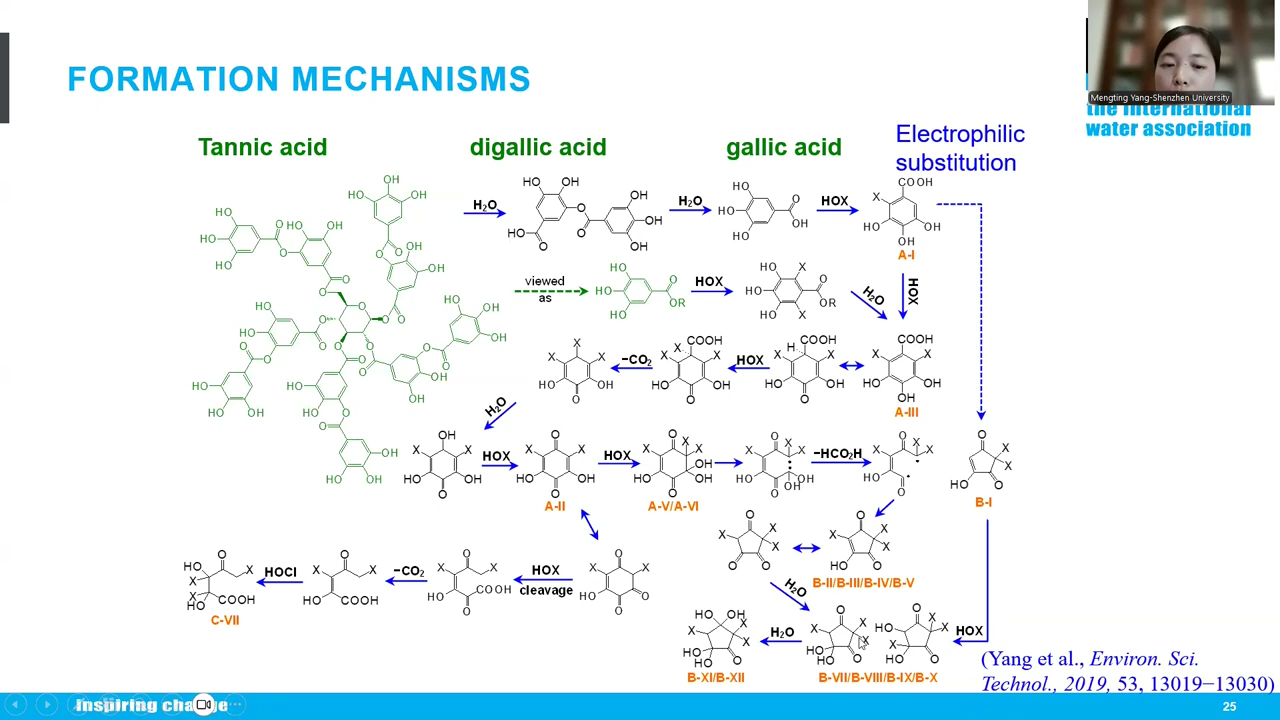 FORMATION MECHANISMS
Mengting Yang-Shenzhen University
the international
water association
Tannic acid
digallic acid
gallic acid
Electrophilic
substitution
H₂O
H₂O
HOX
A-I
viewed
as
HOX
H₂O
HOX
−CO₂
HOX
A-III
H₂O
HOX
HOX
−HCO₂H
A-II
A-V/A-VI
B-I
B-II/B-III/B-IV/B-V
HOCl
−CO₂
HOX
cleavage
H₂O
C-VII
H₂O
HOX
B-XI/B-XII
B-VII/B-VIII/B-IX/B-X
(Yang et al., Environ. Sci.
Technol., 2019, 53, 13019−13030)
Inspiring change
25